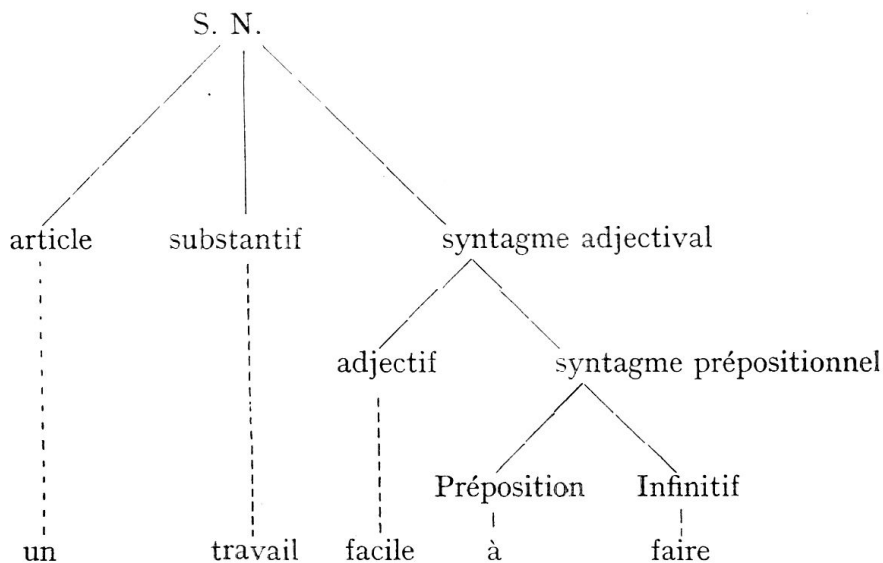 S. N.
article substantif syntagme adjectival
adjectif syntagme prépositionnel
Préposition Infinitif
un travail facile à faire